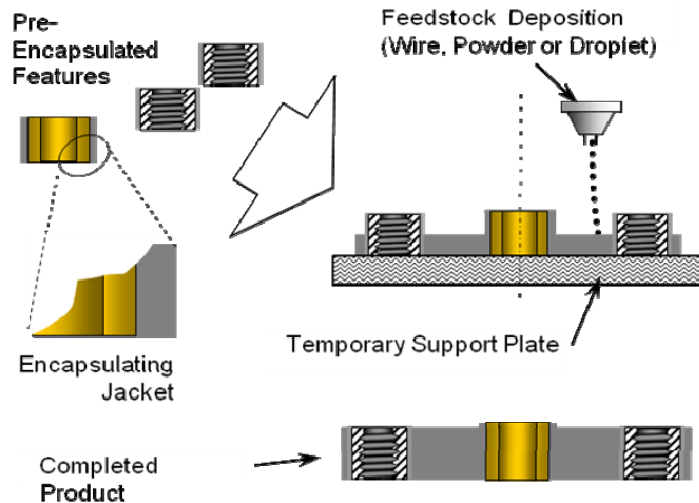 Pre-
Encapsulated
Features
Feedstock Deposition
(Wire, Powder or Droplet)
Encapsulating
Jacket
Temporary Support Plate
Completed
Product